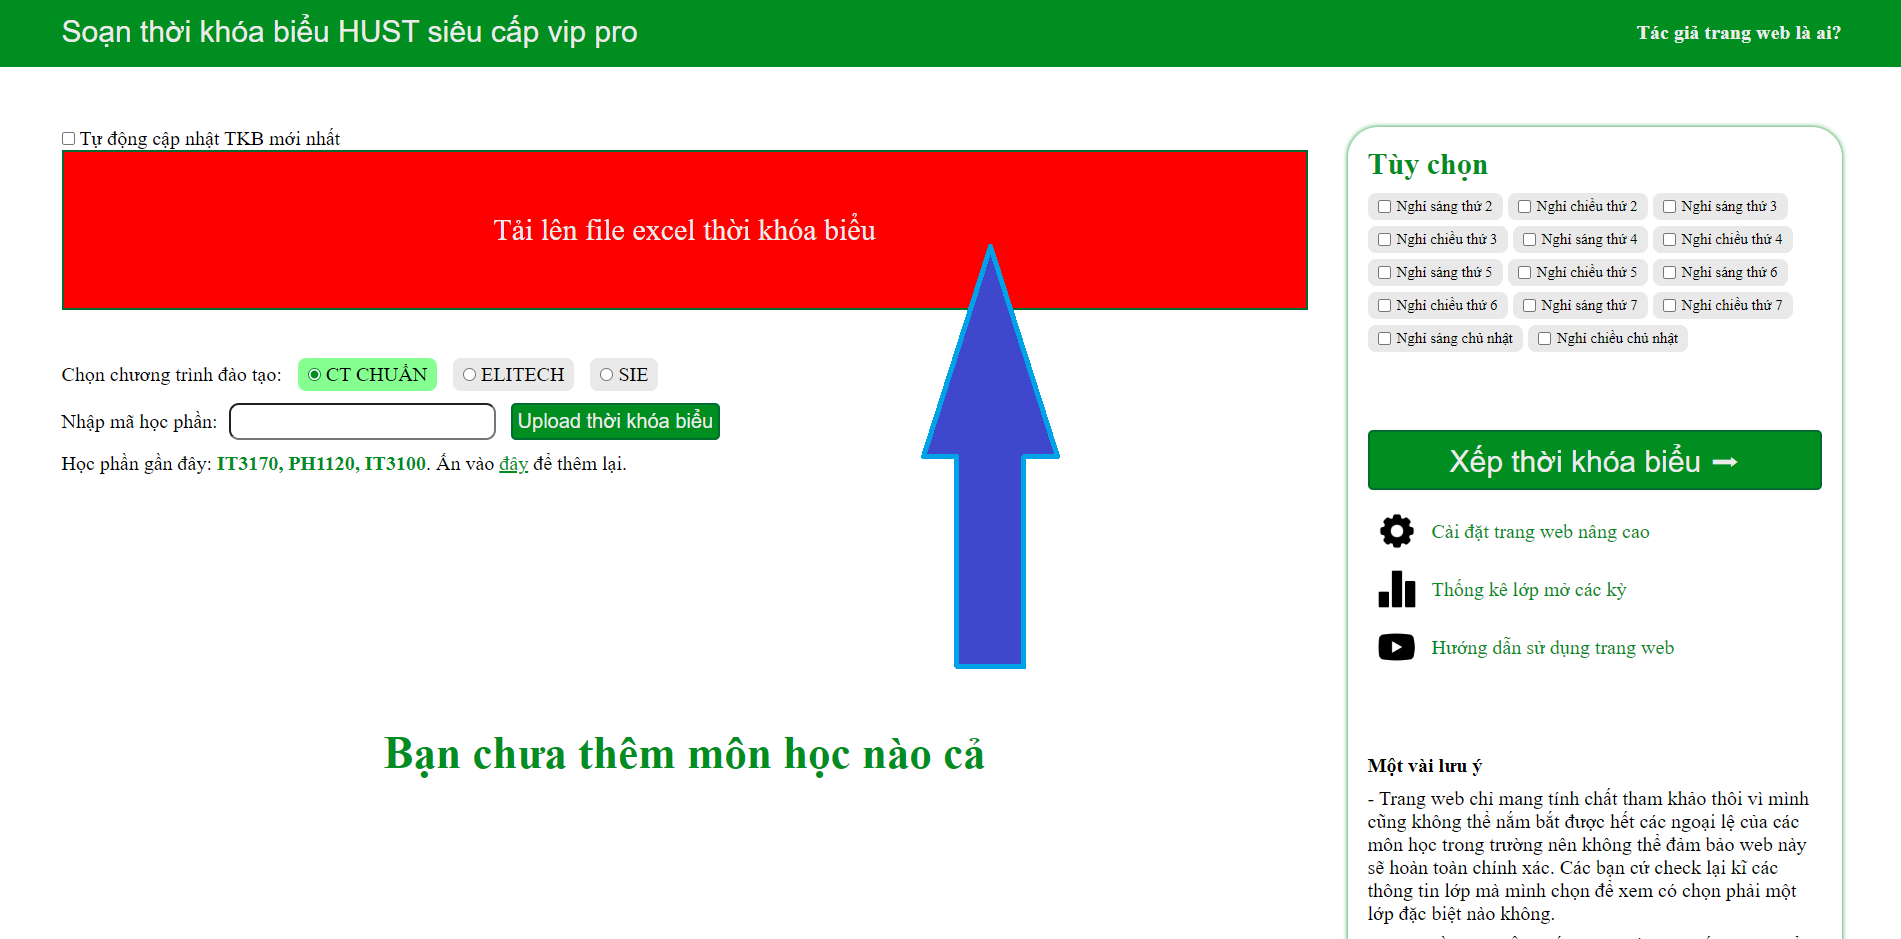 Soạn thời khóa biểu HUST siêu cấp vip pro
Tác giả trang web là ai?
Tự động cập nhật TKB mới nhất
Tải lên file excel thời khóa biểu
Chọn chương trình đào tạo: CT CHUẨN ELITECH SIE
Nhập mã học phần: Upload thời khóa biểu
Học phần gần đây: IT3170, PH1120, IT3100. Ấn vào đây để thêm lại.
Bạn chưa thêm môn học nào cả
Tùy chọn
Nghỉ sáng thứ 2 Nghỉ chiều thứ 2 Nghỉ sáng thứ 3
Nghỉ chiều thứ 3 Nghỉ sáng thứ 4 Nghỉ chiều thứ 4
Nghỉ sáng thứ 5 Nghỉ chiều thứ 5 Nghỉ sáng thứ 6
Nghỉ chiều thứ 6 Nghỉ sáng thứ 7 Nghỉ chiều thứ 7
Nghỉ sáng chủ nhật Nghỉ chiều chủ nhật
Xếp thời khóa biểu →
Cài đặt trang web nâng cao
Thống kê lớp mở các kỳ
Hướng dẫn sử dụng trang web
Một vài lưu ý
- Trang web chỉ mang tính chất tham khảo thôi vì mình
cũng không thể nắm bắt được hết các ngoại lệ của các
môn học trong trường nên không thể đảm bảo web này
sẽ hoàn toàn chính xác. Các bạn cứ check lại kĩ các
thông tin lớp mà mình chọn để xem có chọn phải một
lớp đặc biệt nào không.